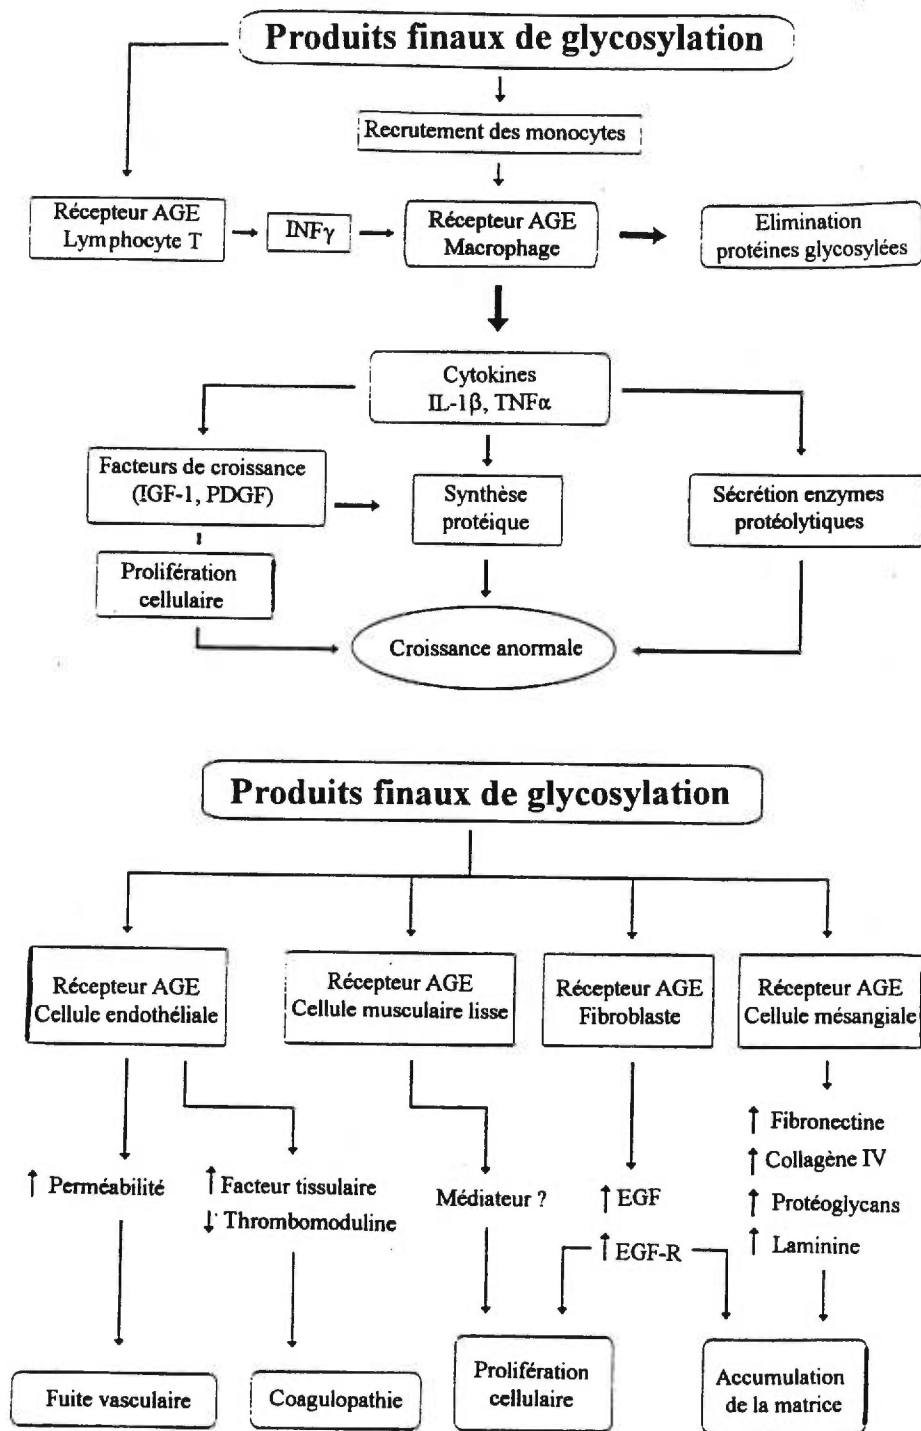 Produits finaux de glycosylation
Recrutement des monocytes
Récepteur AGE
Lymphocyte T
INFγ
Récepteur AGE
Macrophage
Elimination
protéines glycosylées
Cytokines
IL-1β, TNFα
Facteurs de croissance
(IGF-1, PDGF)
Synthèse
protéique
Sécrétion enzymes
protéolytiques
Prolifération
cellulaire
Croissance anormale
Produits finaux de glycosylation
Récepteur AGE
Cellule endothéliale
Récepteur AGE
Cellule musculaire lisse
Récepteur AGE
Fibroblaste
Récepteur AGE
Cellule mésangiale
↑ Perméabilité
↑ Facteur tissulaire
↓ Thrombomoduline
Médiateur ?
↑ EGF
↑ EGF-R
↑ Fibronectine
↑ Collagène IV
↑ Protéoglycans
↑ Laminine
Fuite vasculaire
Coagulopathie
Prolifération
cellulaire
Accumulation
de la matrice